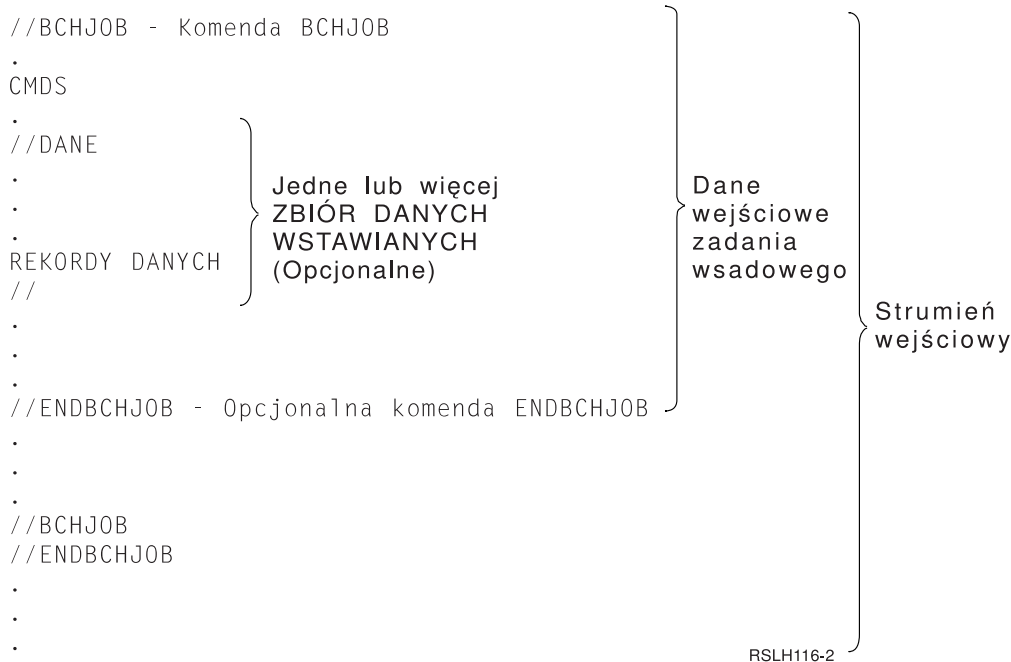 //BCHJOB - Komenda BCHJOB
.
CMDS
.
//DANE
.
.
.
REKORDY DANYCH
//
.
.
.
//ENDBCHJOB - Opcjonalna komenda ENDBCHJOB
.
.
.
//BCHJOB
//ENDBCHJOB
.
.
.
Jedne lub więcej
ZBIÓR DANYCH
WSTAWIANYCH
(Opcjonalne)
Dane
wejściowe
zadania
wsadowego
Strumień
wejściowy
RSLH116-2